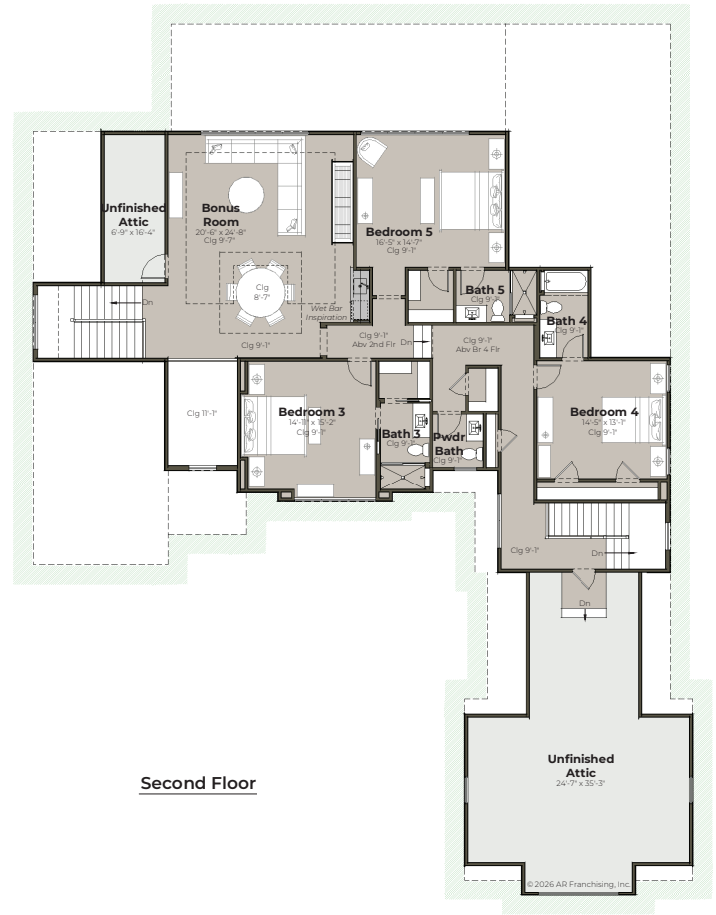 Unfinished
Attic
6'-9" x 16'-4"
Bonus
Room
20'-6" x 24'-8"
Clg 9'-7"
Bedroom 5
16'-5" x 14'-7"
Clg 9'-1"
Clg
8'-7"
Wet Bar
Inspiration
Dn
Clg 9'-1"
Clg 9'-1"
Abv 2nd Flr
Dn
Clg 9'-1"
Abv Br 4 Flr
Bath 5
Clg 9'-1"
Bath 4
Clg 9'-1"
Clg 11'-1"
Bedroom 3
14'-11" x 15'-2"
Clg 9'-1"
Bath 3
Clg 9'-1"
Pwdr
Bath
Clg 9'-1"
Bedroom 4
14'-5" x 13'-1"
Clg 9'-1"
Clg 9'-1"
Dn
Dn
Unfinished
Attic
24'-7" x 35'-3"
Second Floor
© 2026 AR Franchising, Inc.